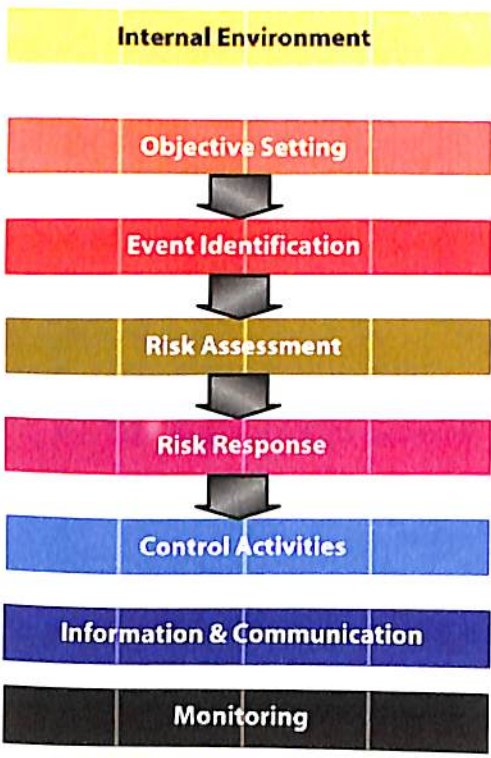 Internal Environment
Objective Setting
Event Identification
Risk Assessment
Risk Response
Control Activities
Information & Communication
Monitoring